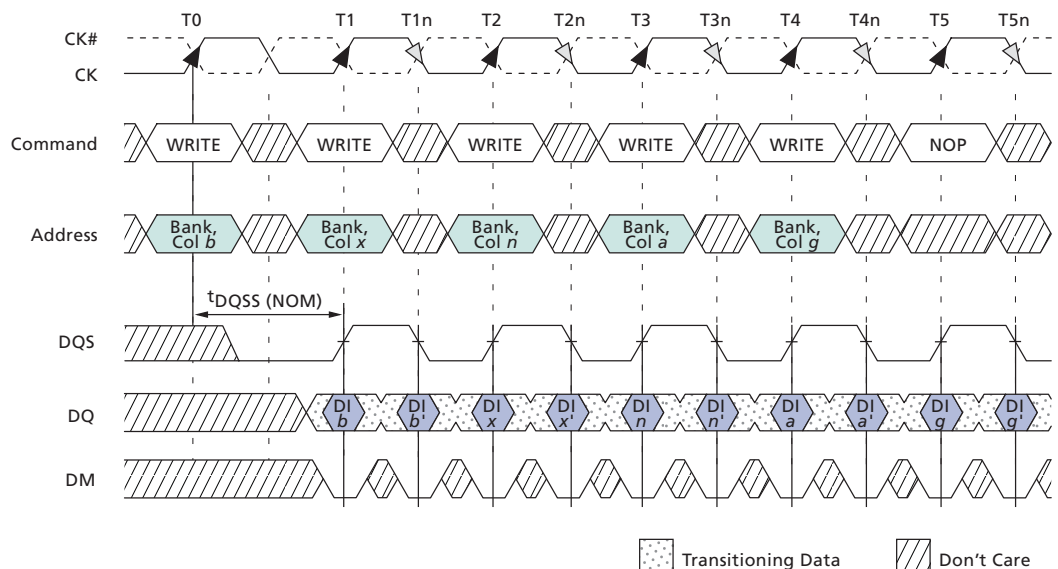 T0 T1 T1n T2 T2n T3 T3n T4 T4n T5 T5n
CK#
CK
Command WRITE WRITE WRITE WRITE WRITE NOP
Address Bank, Col b Bank, Col x Bank, Col n Bank, Col a Bank, Col g
tDQSS (NOM)
DQS
DQ DI b DI b' DI x DI x' DI n DI n' DI a DI a' DI g DI g'
DM
Transitioning Data Don't Care